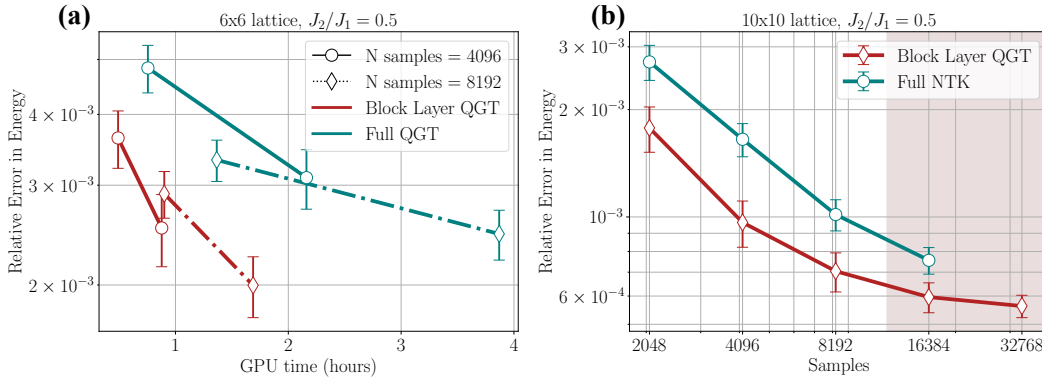 (a)
6x6 lattice, J₂/J₁ = 0.5
Relative Error in Energy
4 × 10⁻³
3 × 10⁻³
2 × 10⁻³
N samples = 4096
N samples = 8192
Block Layer QGT
Full QGT
1 2 3 4
GPU time (hours)
(b)
10x10 lattice, J₂/J₁ = 0.5
Relative Error in Energy
3 × 10⁻³
2 × 10⁻³
10⁻³
6 × 10⁻⁴
Block Layer QGT
Full NTK
2048 4096 8192 16384 32768
Samples